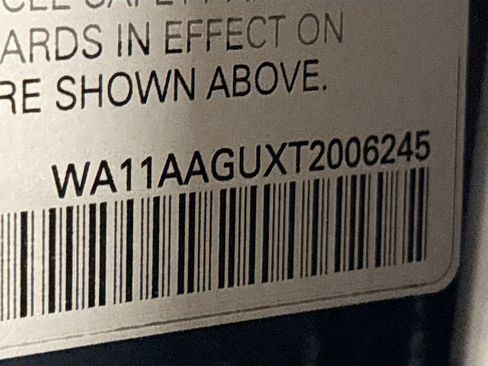 ARDS IN EFFECT ON
RE SHOWN ABOVE.
WA11AAGUXT2006245